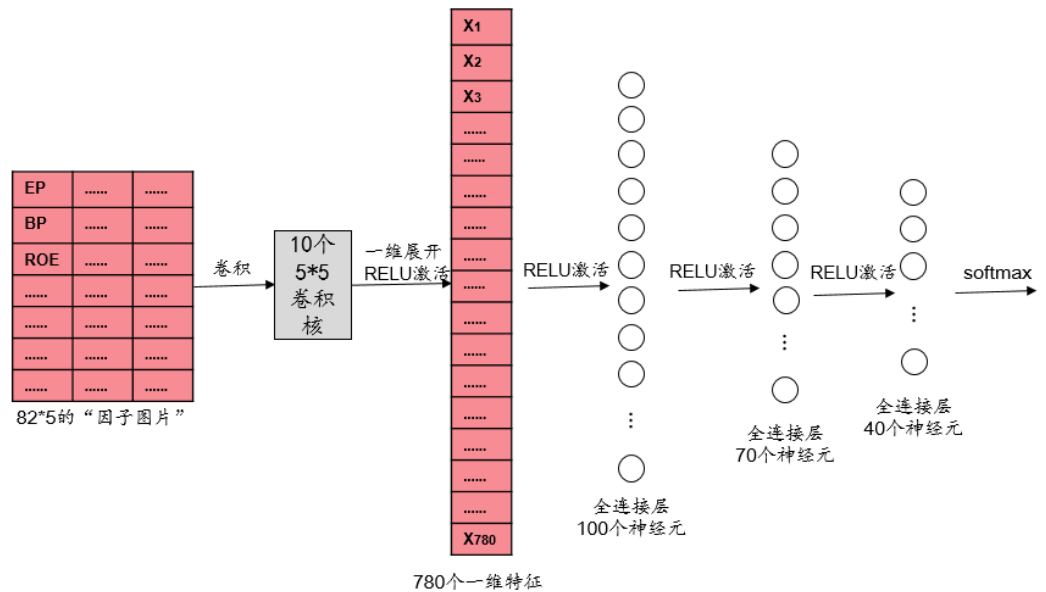 EP ...... ......
BP ...... ......
ROE ...... ......
...... ...... ......
...... ...... ......
...... ...... ......
...... ...... ......
82*5的“因子图片”
卷积
10个
5*5
卷积
核
一维展开
RELU激活
X1
X2
X3
......
......
......
......
......
......
......
......
......
......
......
......
......
X780
780个一维特征
RELU激活
⋮
全连接层
100个神经元
RELU激活
⋮
全连接层
70个神经元
RELU激活
⋮
全连接层
40个神经元
softmax